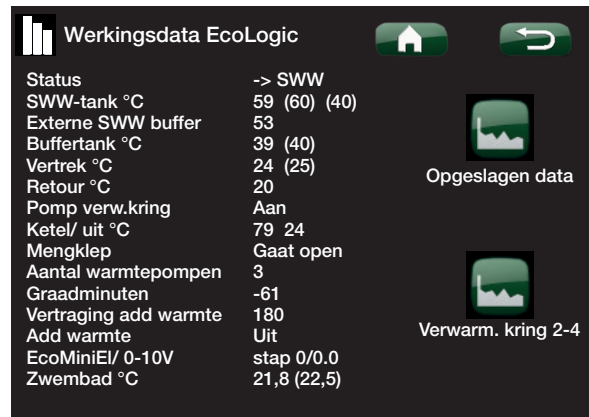 Werkingsdata EcoLogic
Status -> SWW
SWW-tank °C 59 (60) (40)
Externe SWW buffer 53
Buffertank °C 39 (40)
Vertrek °C 24 (25)
Retour °C 20
Pomp verw.kring Aan
Ketel/ uit °C 79 24
Mengklep Gaat open
Aantal warmtepompen 3
Graadminuten -61
Vertraging add warmte 180
Add warmte Uit
EcoMiniEl/ 0-10V stap 0/0.0
Zwembad °C 21,8 (22,5)
Opgeslagen data
Verwarm. kring 2-4